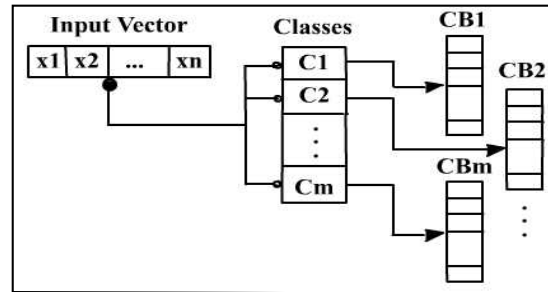 Input Vector
x1 x2 ... xn
Classes
C1
C2
⋮
Cm
CB1
CB2
CBm
⋮